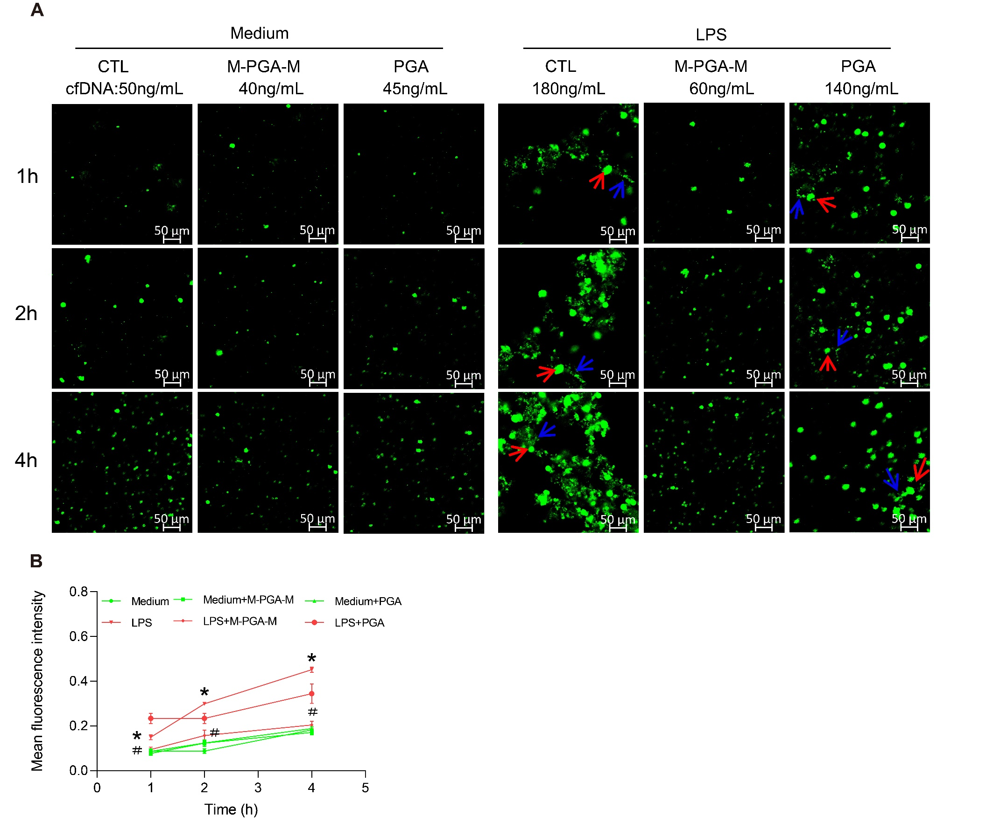 A
Medium
LPS
CTL M-PGA-M PGA CTL M-PGA-M PGA
cfDNA:50ng/mL 40ng/mL 45ng/mL 180ng/mL 60ng/mL 140ng/mL
1h
50 µm 50 µm 50 µm 50 µm 50 µm 50 µm
2h
50 µm 50 µm 50 µm 50 µm 50 µm 50 µm
4h
50 µm 50 µm 50 µm 50 µm 50 µm 50 µm
B
Mean fluorescence intensity
0.8
0.6
0.4
0.2
0.0
Medium Medium+M-PGA-M Medium+PGA
LPS LPS+M-PGA-M LPS+PGA
*
*
#
#
*
#
0 1 2 3 4 5
Time (h)